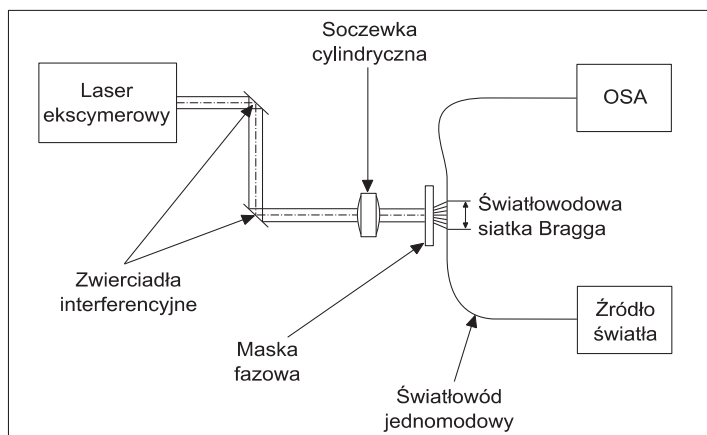 Soczewka
cylindryczna
Laser
ekscymerowy
OSA
Światłowodowa
siatka Bragga
Zwierciadła
interferencyjne
Maska
fazowa
Źródło
światła
Światłowód
jednomodowy